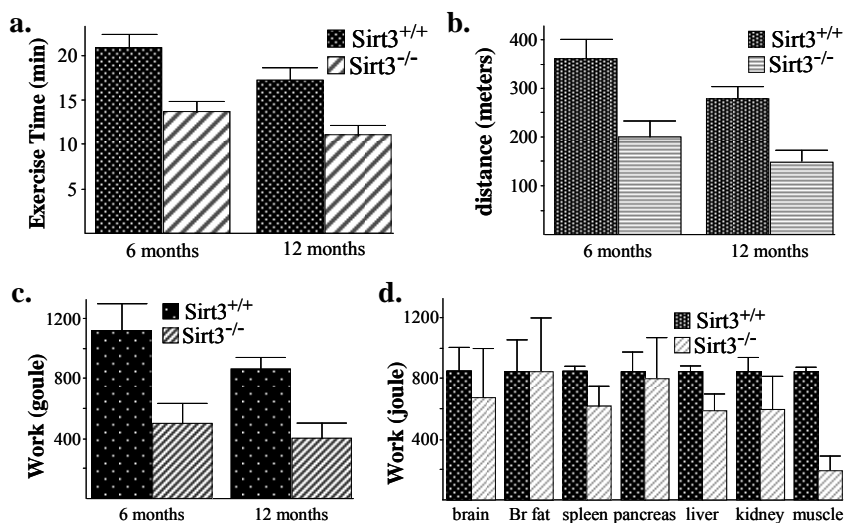 a.
Exercise Time (min)
20
15
10
5
Sirt3+/+
Sirt3-/-
6 months
12 months
b.
distance (meters)
400
300
200
100
Sirt3+/+
Sirt3-/-
6 months
12 months
c.
Work (goule)
1200
800
400
Sirt3+/+
Sirt3-/-
6 months
12 months
d.
Work (joule)
1200
800
400
Sirt3+/+
Sirt3-/-
brain Br fat spleen pancreas liver kidney muscle